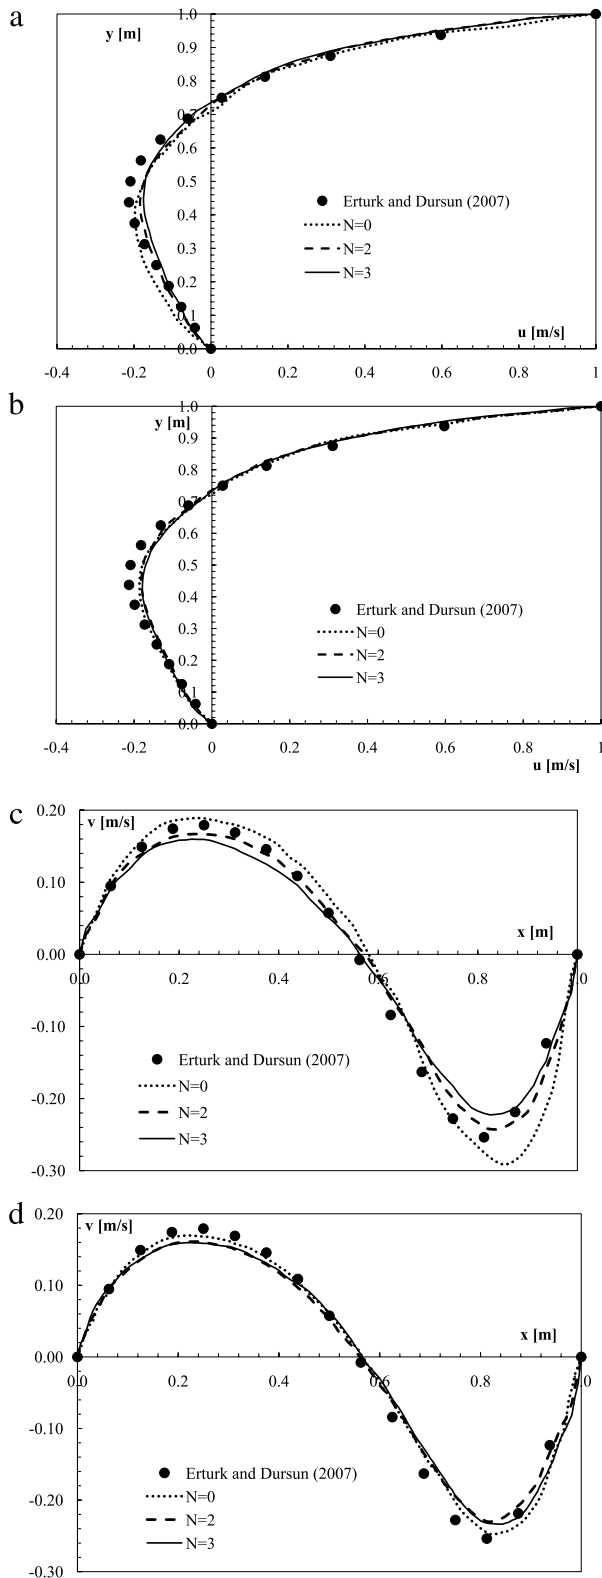 a
y [m]
1.0
0.9
0.8
0.7
0.6
0.5
0.4
0.3
0.2
0.1
0.0
Erturk and Dursun (2007)
N=0
N=2
N=3
u [m/s]
-0.4 -0.2 0 0.2 0.4 0.6 0.8 1
b
y [m]
1.0
0.9
0.8
0.7
0.6
0.5
0.4
0.3
0.2
0.1
0.0
Erturk and Dursun (2007)
N=0
N=2
N=3
-0.4 -0.2 0 0.2 0.4 0.6 0.8 1
u [m/s]
c
v [m/s]
0.20
0.10
0.00
-0.10
-0.20
-0.30
x [m]
0.0 0.2 0.4 0.6 0.8 1.0
Erturk and Dursun (2007)
N=0
N=2
N=3
d
v [m/s]
0.20
0.10
0.00
-0.10
-0.20
-0.30
x [m]
0.0 0.2 0.4 0.6 0.8 1.0
Erturk and Dursun (2007)
N=0
N=2
N=3